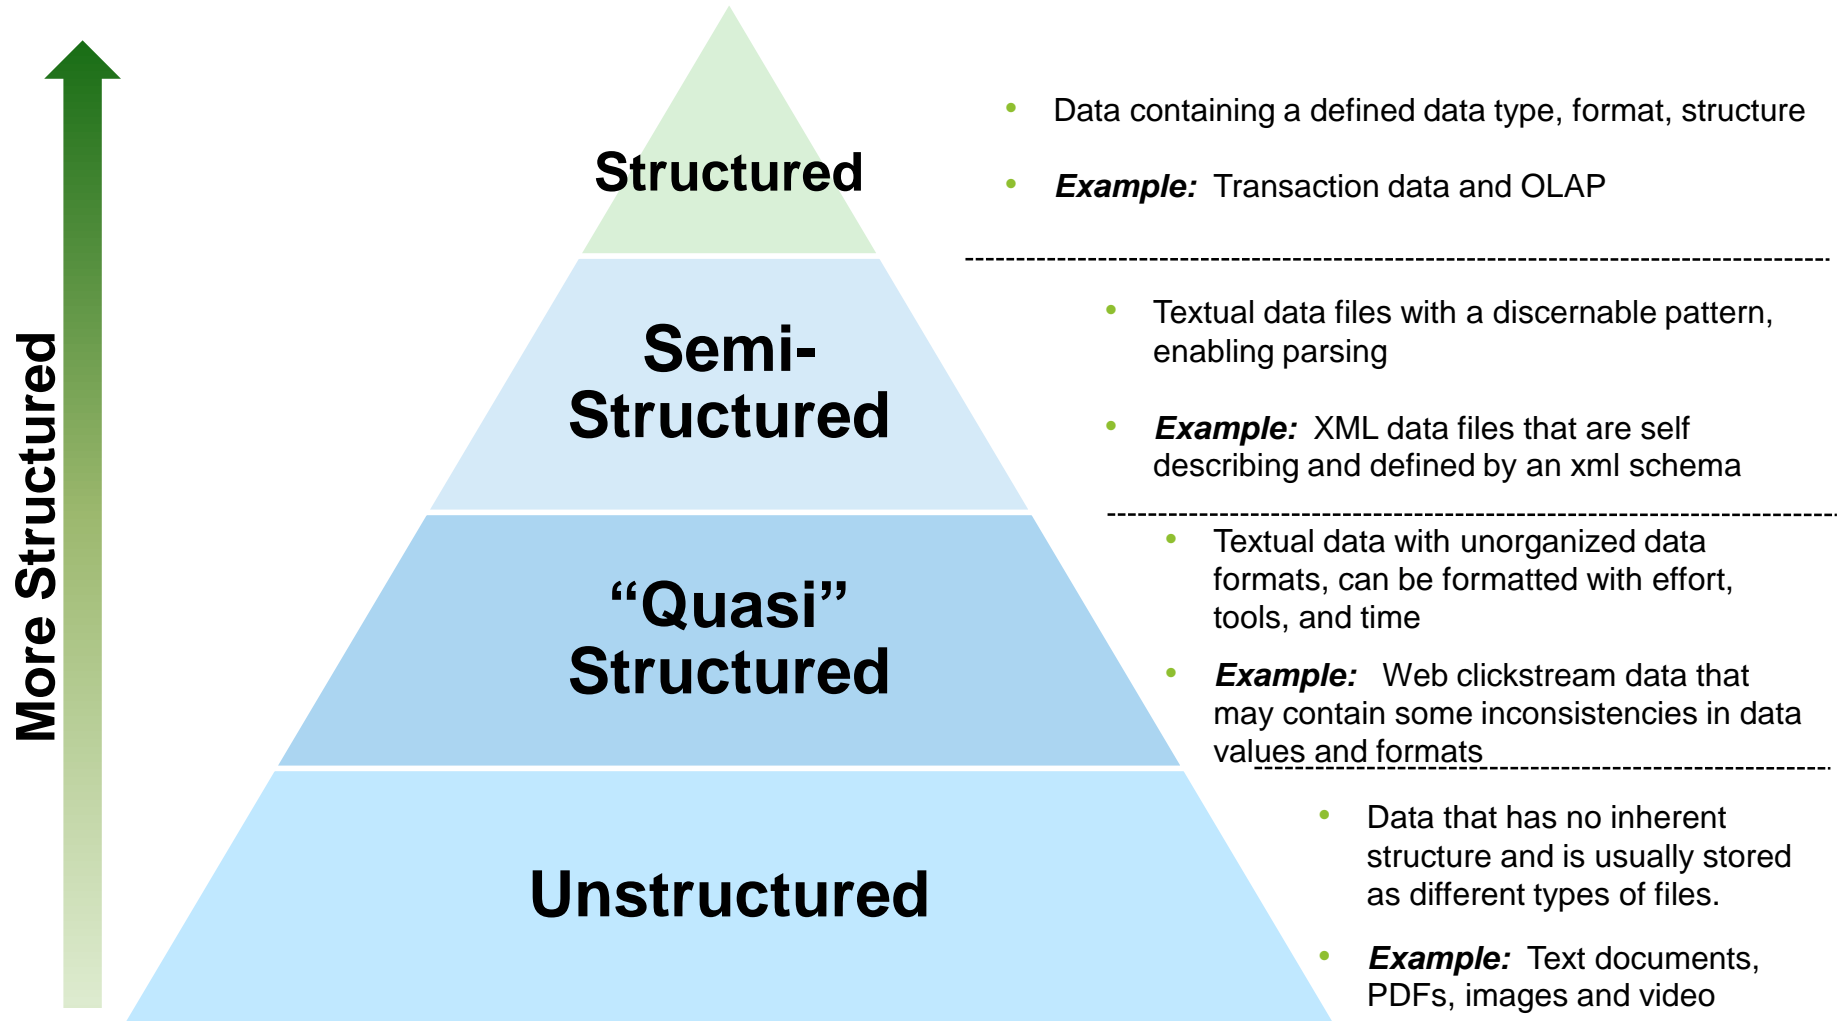 More Structured
Structured
• Data containing a defined data type, format, structure
• Example: Transaction data and OLAP
Semi-
Structured
• Textual data files with a discernable pattern,
enabling parsing
• Example: XML data files that are self
describing and defined by an xml schema
“Quasi”
Structured
• Textual data with unorganized data
formats, can be formatted with effort,
tools, and time
• Example: Web clickstream data that
may contain some inconsistencies in data
values and formats
Unstructured
• Data that has no inherent
structure and is usually stored
as different types of files.
• Example: Text documents,
PDFs, images and video